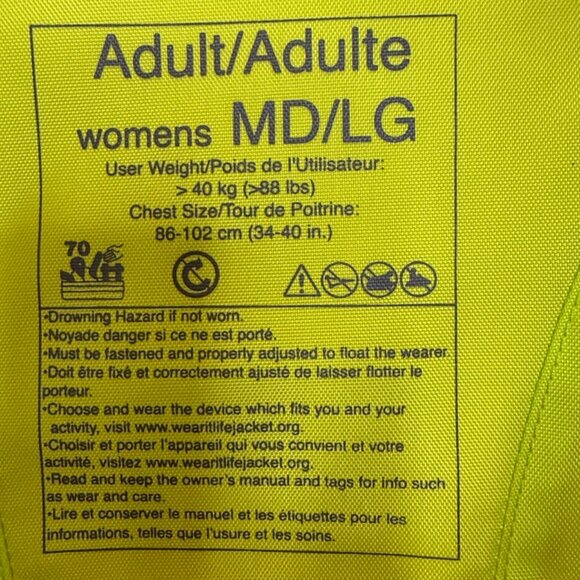 Adult/Adulte
womens MD/LG
User Weight/Poids de l'Utilisateur:
> 40 kg (>88 lbs)
Chest Size/Tour de Poitrine:
86-102 cm (34-40 in.)
70
•Drowning Hazard if not worn.
•Noyade danger si ce ne est porté.
•Must be fastened and properly adjusted to float the wearer.
•Doit être fixé et correctement ajusté de laisser flotter le
porteur.
•Choose and wear the device which fits you and your
activity, visit www.wearitlifejacket.org.
•Choisir et porter l'appareil qui vous convient et votre
activité, visitez www.wearitlifejacket.org.
•Read and keep the owner's manual and tags for info such
as wear and care.
•Lire et conserver le manuel et les étiquettes pour les
informations, telles que l'usure et les soins.